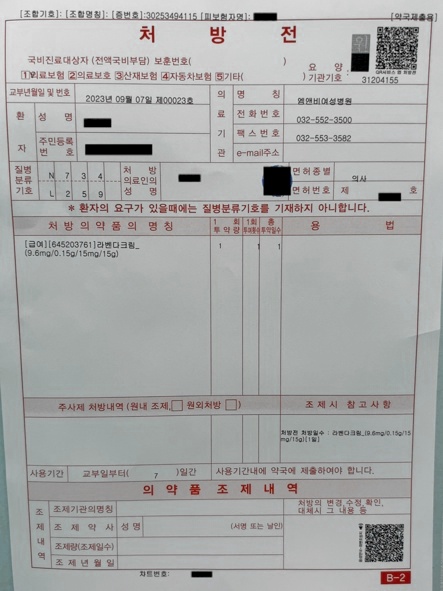 [조합기호: ] [조합명칭: ] [증번호:30253494115 [피보험자명: ] [약국제출용]
처 방 전
국비진료대상자 (전액국비부담) 보훈번호( )
요 양
기관기호 : 31204155
QR서비스 앱 처방전
1의료보험 2의료보호 3산재보험 4자동차보험 5기타( )
교부년월일 및 번호 2023년 09월 07일 제00023호
의 료 기 관
명 칭 엠앤비여성병원
전 화 번 호 032-552-3500
팩 스 번 호 032-553-3582
e-mail주소
환 자
성 명
주민등록 번 호
질병 분류 기호
N 7 3 4
L 2 5 9
처 방 의료인의 성 명
면허종별 의사
면허번호 제 호
* 환자의 요구가 있을때에는 질병분류기호를 기재하지 아니합니다.
처 방 의 약 품 의 명 칭 1 회 투약량 1회 투여횟수 총 투약일수 용 법
[급여][645203761]라벤다크림_ 1 1 1
(9.6mg/0.15g/15mg/15g)
주사제 처방내역 (원내 조제, 원외처방 ) 조 제 시 참 고 사 항
처방전 처방일수 : 라벤다크림_(9.6mg/0.15g/15
mg/15g)[1일]
사용기간 교부일부터( 7 )일간 사용기간내에 약국에 제출하여야 합니다.
의 약 품 조 제 내 역
조 제 내 역
조제기관의명칭
처방의 변경,수정,확인,
대체시 그 내용 등
조 제 약 사 성 명 (서명 또는 날인)
조제량(조제일수)
조 제 년 월 일
챠트번호:
B-2